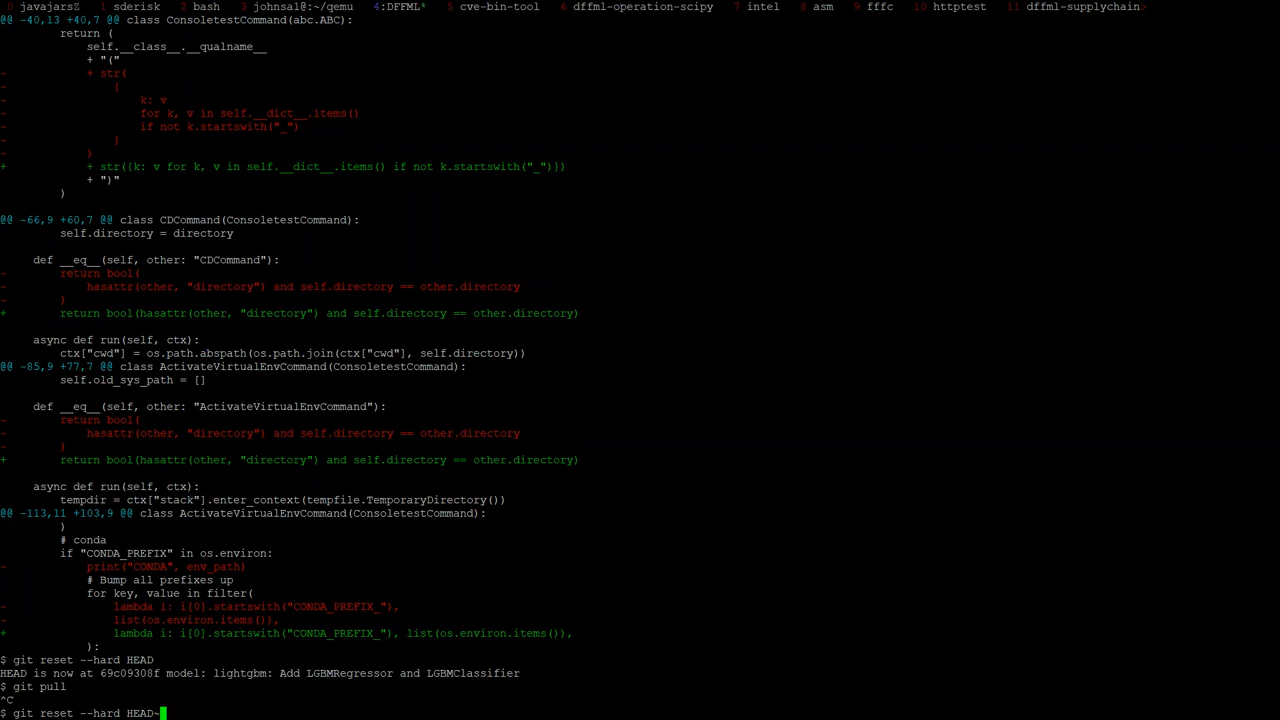 0 javajarsZ  1 sderisk  2 bash  3 johnsa1@:~/qemu  4:DFFML*  5 cve-bin-tool  6 dffml-operation-scipy  7 intel  8 asm  9 fffc  10 httptest  11 dffml-supplychain>
@@ -40,13 +40,7 @@ class ConsoletestCommand(abc.ABC):
         return (
             self.__class__.__qualname__
             + "("
-            + str(
-                {
-                    k: v
-                    for k, v in self.__dict__.items()
-                    if not k.startswith("_")
-                }
-            )
+            + str({k: v for k, v in self.__dict__.items() if not k.startswith("_")})
             + ")"
         )
@@ -66,9 +60,7 @@ class CDCommand(ConsoletestCommand):
         self.directory = directory
     def __eq__(self, other: "CDCommand"):
-        return bool(
-            hasattr(other, "directory") and self.directory == other.directory
-        )
+        return bool(hasattr(other, "directory") and self.directory == other.directory)
     async def run(self, ctx):
         ctx["cwd"] = os.path.abspath(os.path.join(ctx["cwd"], self.directory))
@@ -85,9 +77,7 @@ class ActivateVirtualEnvCommand(ConsoletestCommand):
         self.old_sys_path = []
     def __eq__(self, other: "ActivateVirtualEnvCommand"):
-        return bool(
-            hasattr(other, "directory") and self.directory == other.directory
-        )
+        return bool(hasattr(other, "directory") and self.directory == other.directory)
     async def run(self, ctx):
         tempdir = ctx["stack"].enter_context(tempfile.TemporaryDirectory())
@@ -113,11 +103,9 @@ class ActivateVirtualEnvCommand(ConsoletestCommand):
         )
         # conda
         if "CONDA_PREFIX" in os.environ:
-            print("CONDA", env_path)
             # Bump all prefixes up
             for key, value in filter(
-                lambda i: i[0].startswith("CONDA_PREFIX_"),
-                list(os.environ.items()),
+                lambda i: i[0].startswith("CONDA_PREFIX_"), list(os.environ.items()),
             ):
$ git reset --hard HEAD
HEAD is now at 69c09308f model: lightgbm: Add LGBMRegressor and LGBMClassifier
$ git pull
^C
$ git reset --hard HEAD~